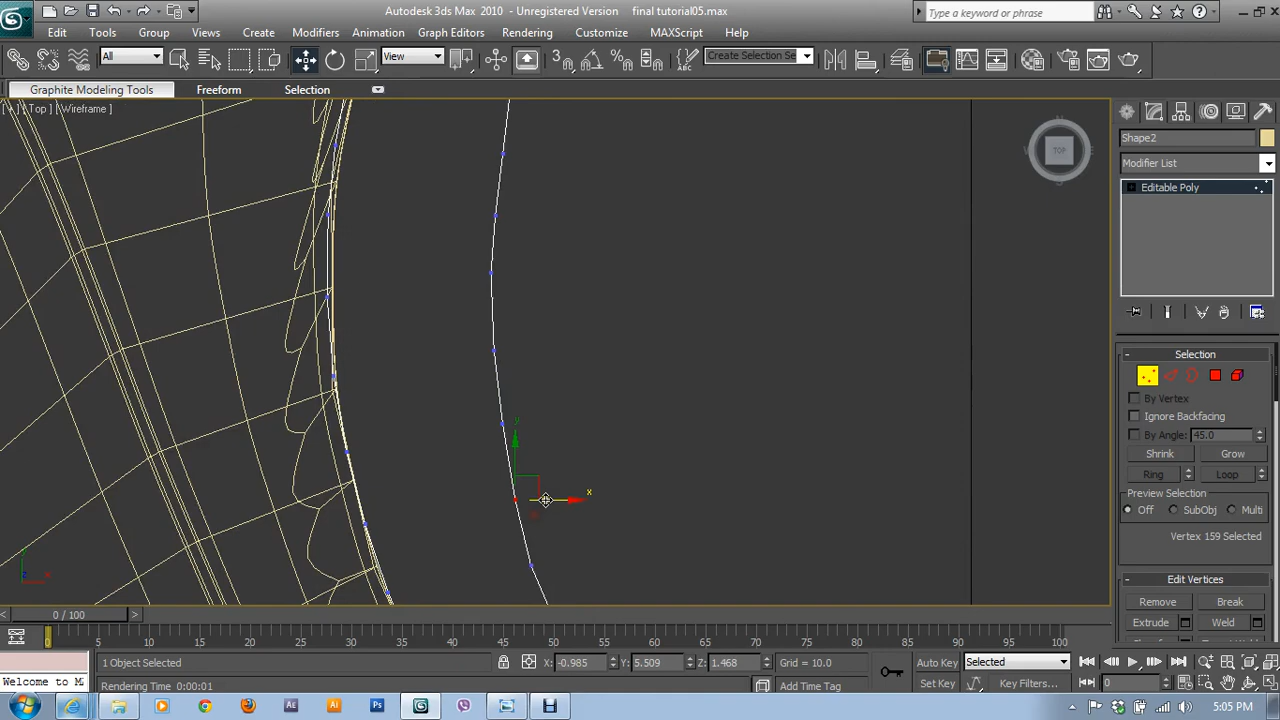 Autodesk 3ds Max 2010 - Unregistered Version final tutorial05.max
Type a keyword or phrase
Edit Tools Group Views Create Modifiers Animation Graph Editors Rendering Customize MAXScript Help
All View Create Selection Se
Graphite Modeling Tools Freeform Selection
[ + ] [ Top ] [ Wireframe ]
TOP
Shape2
Modifier List
Editable Poly
y
x
Selection
By Vertex
Ignore Backfacing
By Angle: 45.0
Shrink Grow
Ring Loop
Preview Selection
Off SubObj Multi
Vertex 159 Selected
Edit Vertices
Remove Break
Extrude Weld
0 / 100
0 5 10 15 20 25 30 35 40 45 50 55 60 65 70 75 80 85 90 95 100
1 Object Selected X: -0.985 Y: 5.509 Z: 1.468 Grid = 10.0 Auto Key Selected
Welcome to M Rendering Time 0:00:01 Add Time Tag Set Key Key Filters... 0
5:05 PM